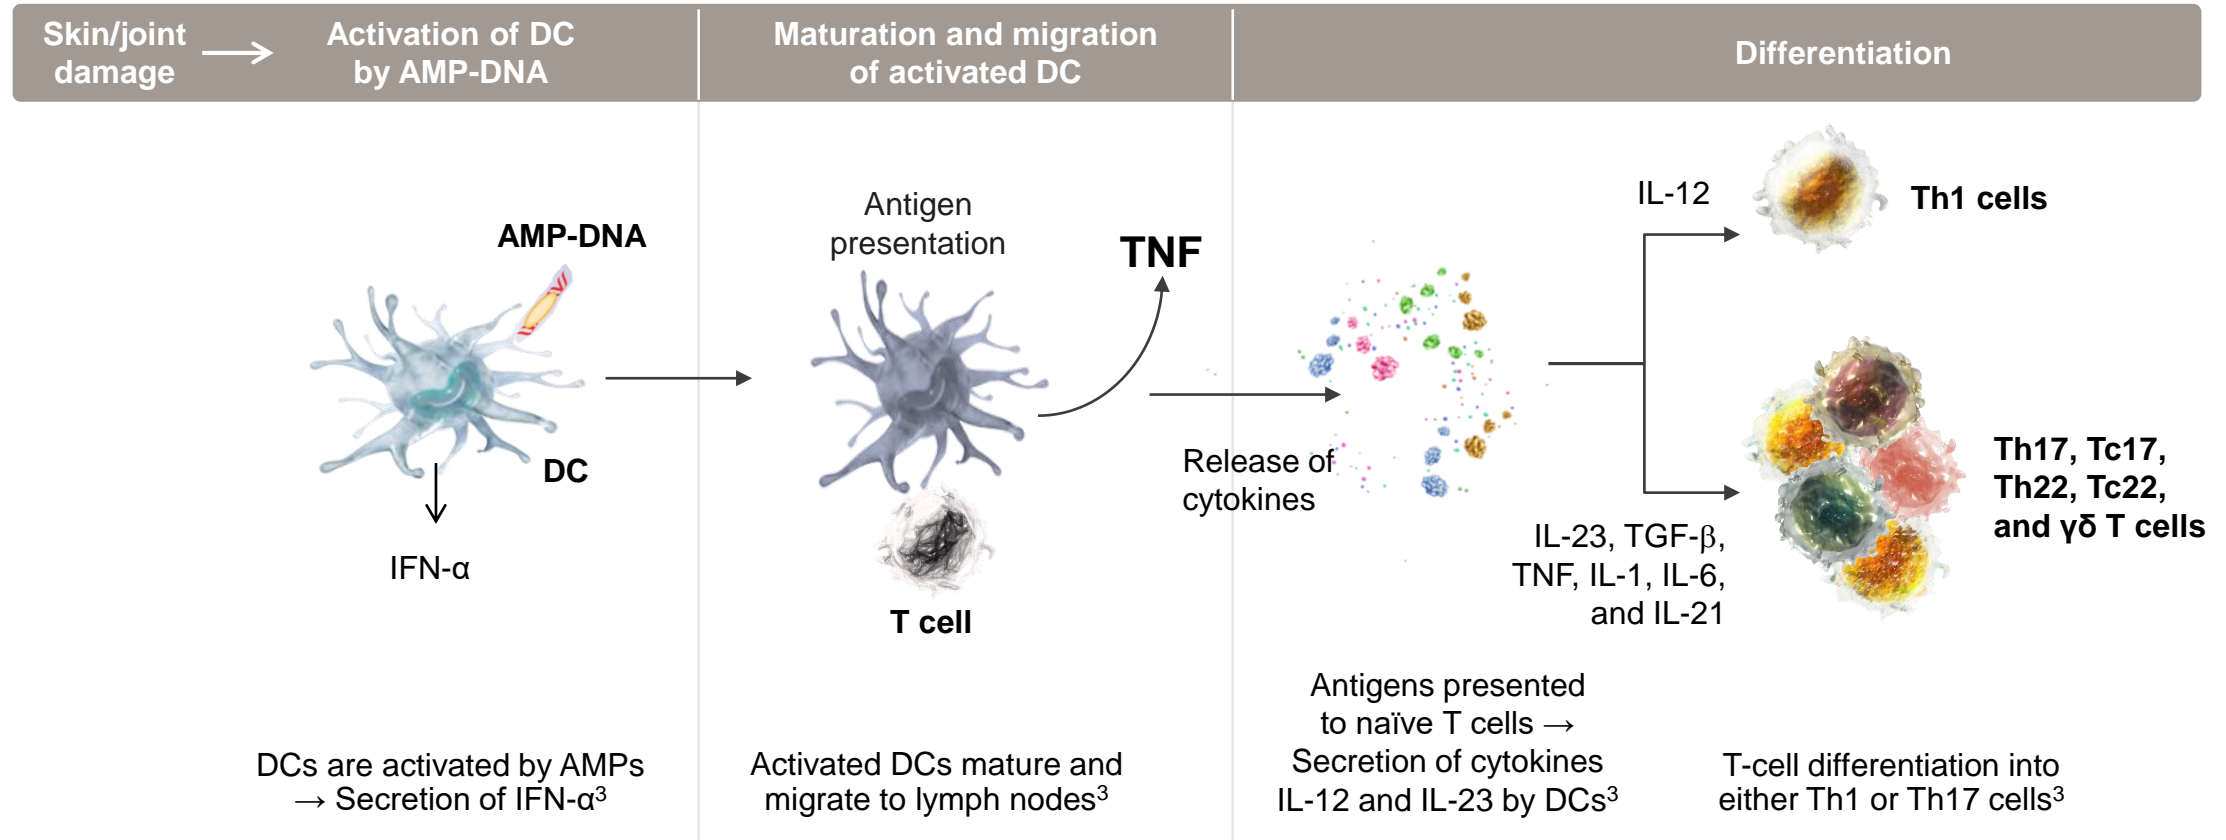 Skin/joint
damage
Activation of DC
by AMP-DNA
Maturation and migration
of activated DC
Differentiation
AMP-DNA
DC
IFN-α
DCs are activated by AMPs
→ Secretion of IFN-α³
Antigen
presentation
TNF
T cell
Activated DCs mature and
migrate to lymph nodes³
Release of
cytokines
Antigens presented
to naïve T cells →
Secretion of cytokines
IL-12 and IL-23 by DCs³
IL-12
Th1 cells
IL-23, TGF-β,
TNF, IL-1, IL-6,
and IL-21
Th17, Tc17,
Th22, Tc22,
and γδ T cells
T-cell differentiation into
either Th1 or Th17 cells³